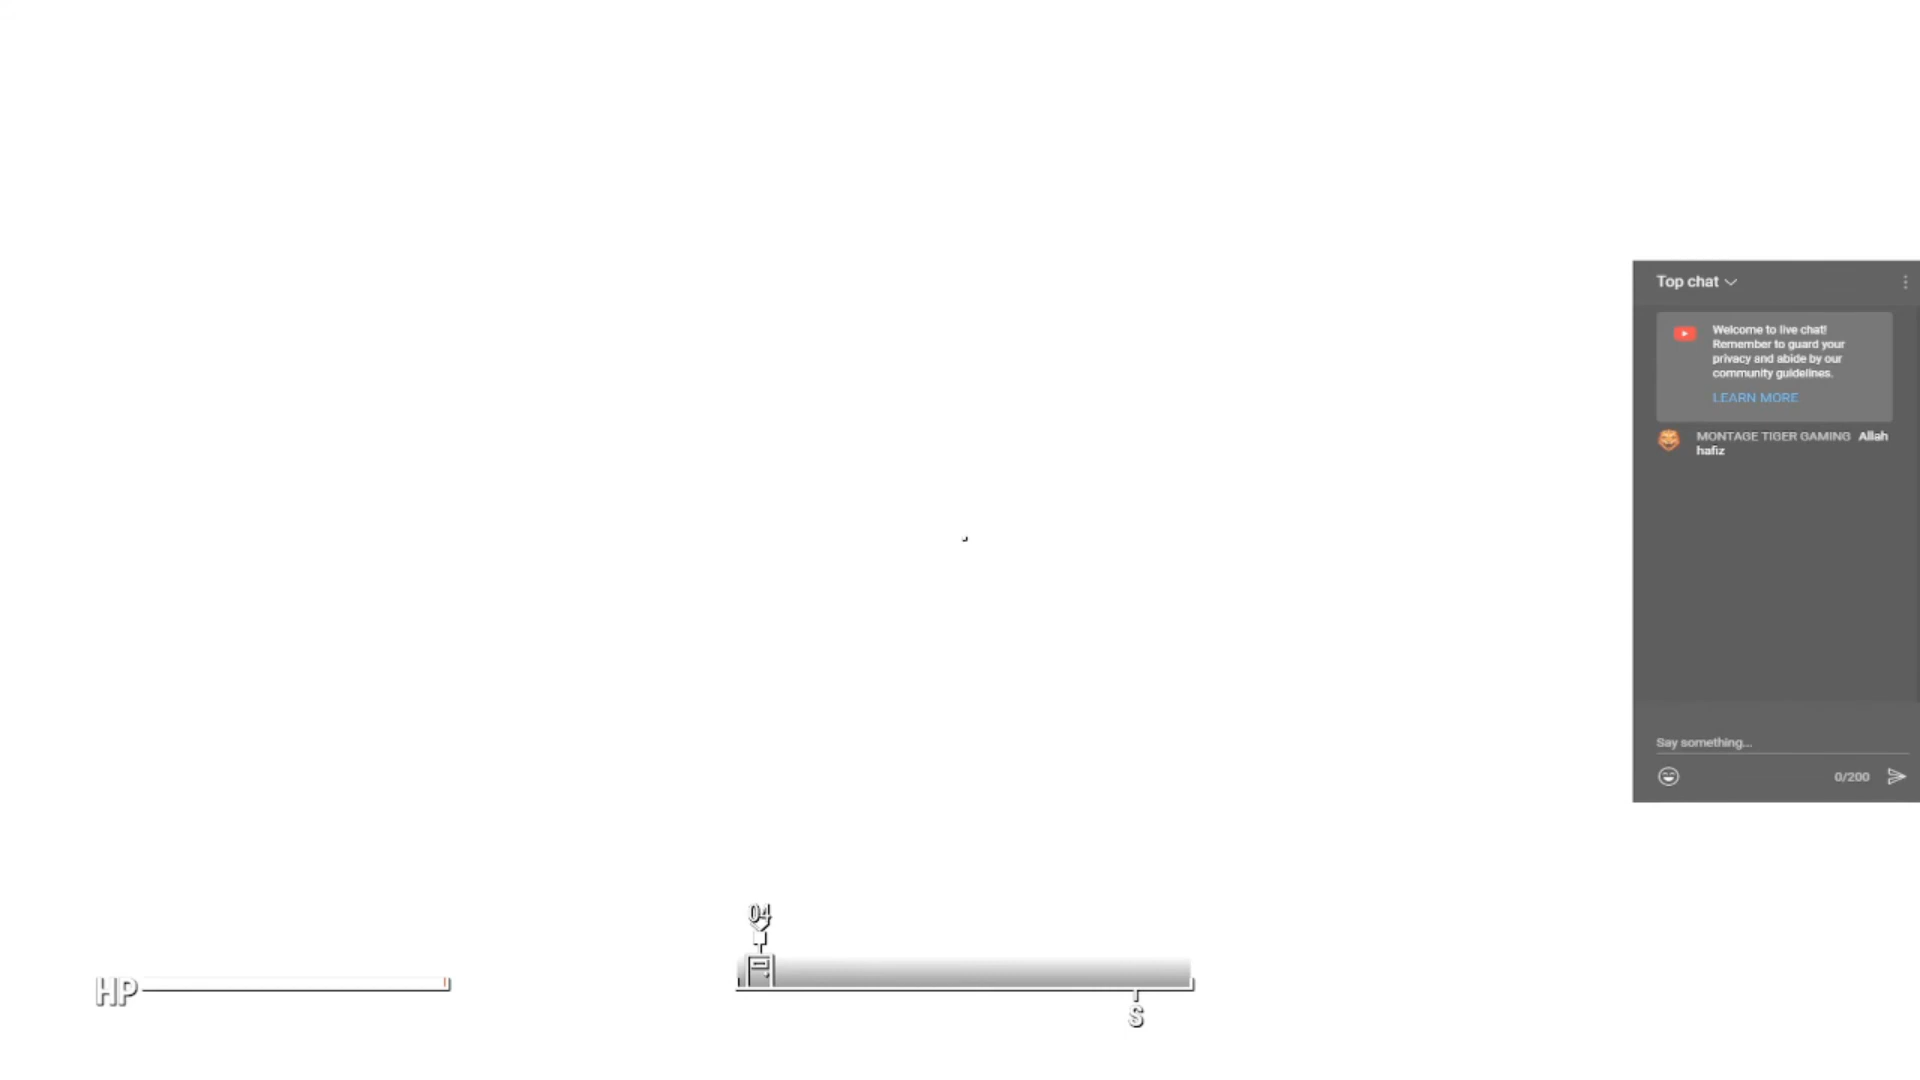 Top chat
Welcome to live chat!
Remember to guard your
privacy and abide by our
community guidelines.
LEARN MORE
MONTAGE TIGER GAMING Allah
hafiz
Say something...
0/200
04
HP
S